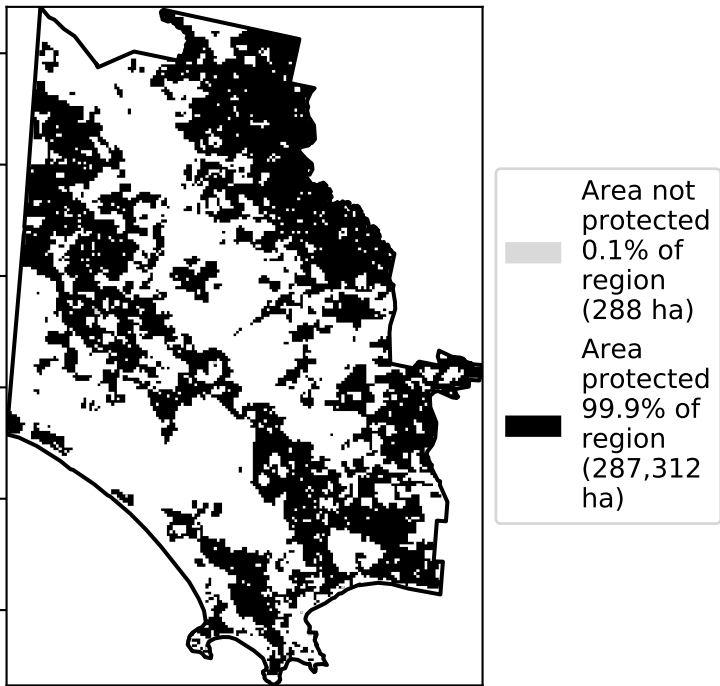 Area not
protected
0.1% of
region
(288 ha)
Area
protected
99.9% of
region
(287,312
ha)